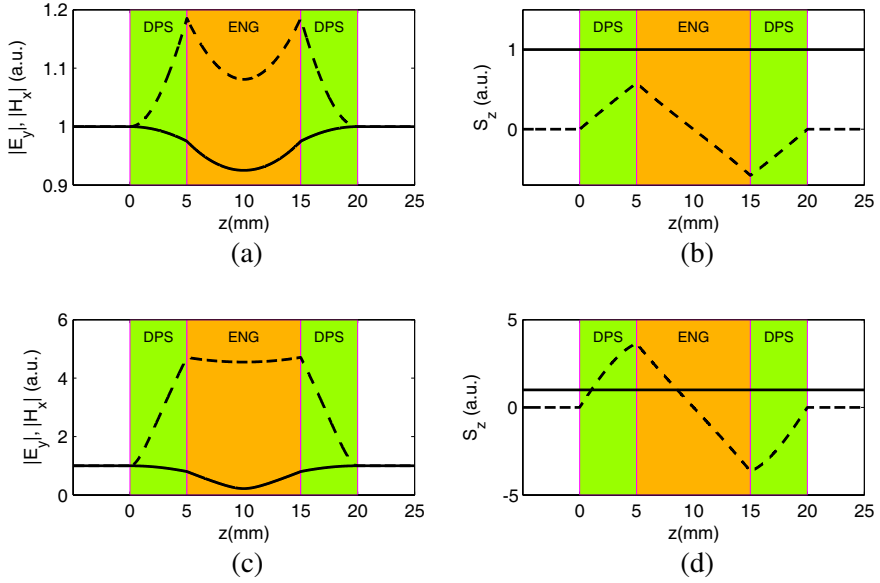 1.2
1.1
1
0.9
|E_y|, |H_x| (a.u.)
DPS
ENG
DPS
0
5
10
15
20
25
z(mm)
(a)
1
0
S_z (a.u.)
DPS
ENG
DPS
0
5
10
15
20
25
z(mm)
(b)
6
4
2
0
|E_y|, |H_x| (a.u.)
DPS
ENG
DPS
0
5
10
15
20
25
z(mm)
(c)
5
0
-5
S_z (a.u.)
DPS
ENG
DPS
0
5
10
15
20
25
z(mm)
(d)